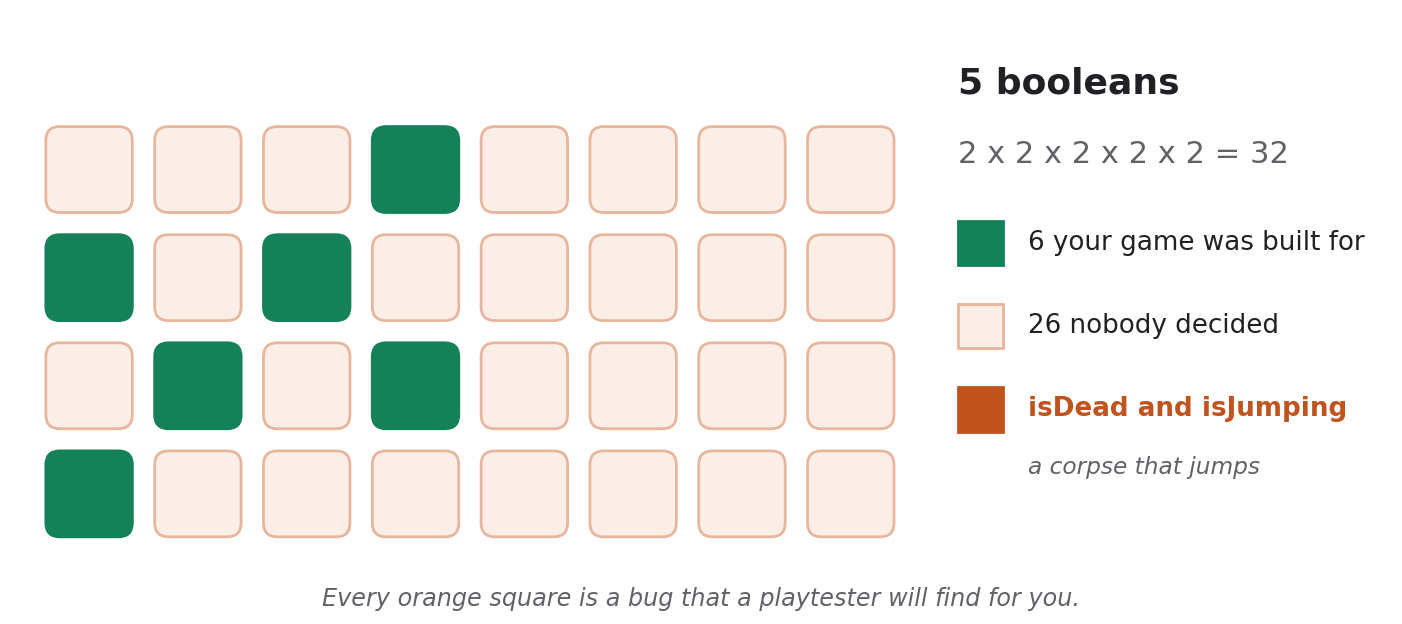 5 booleans
2 x 2 x 2 x 2 x 2 = 32
6 your game was built for
26 nobody decided
isDead and isJumping
a corpse that jumps
Every orange square is a bug that a playtester will find for you.